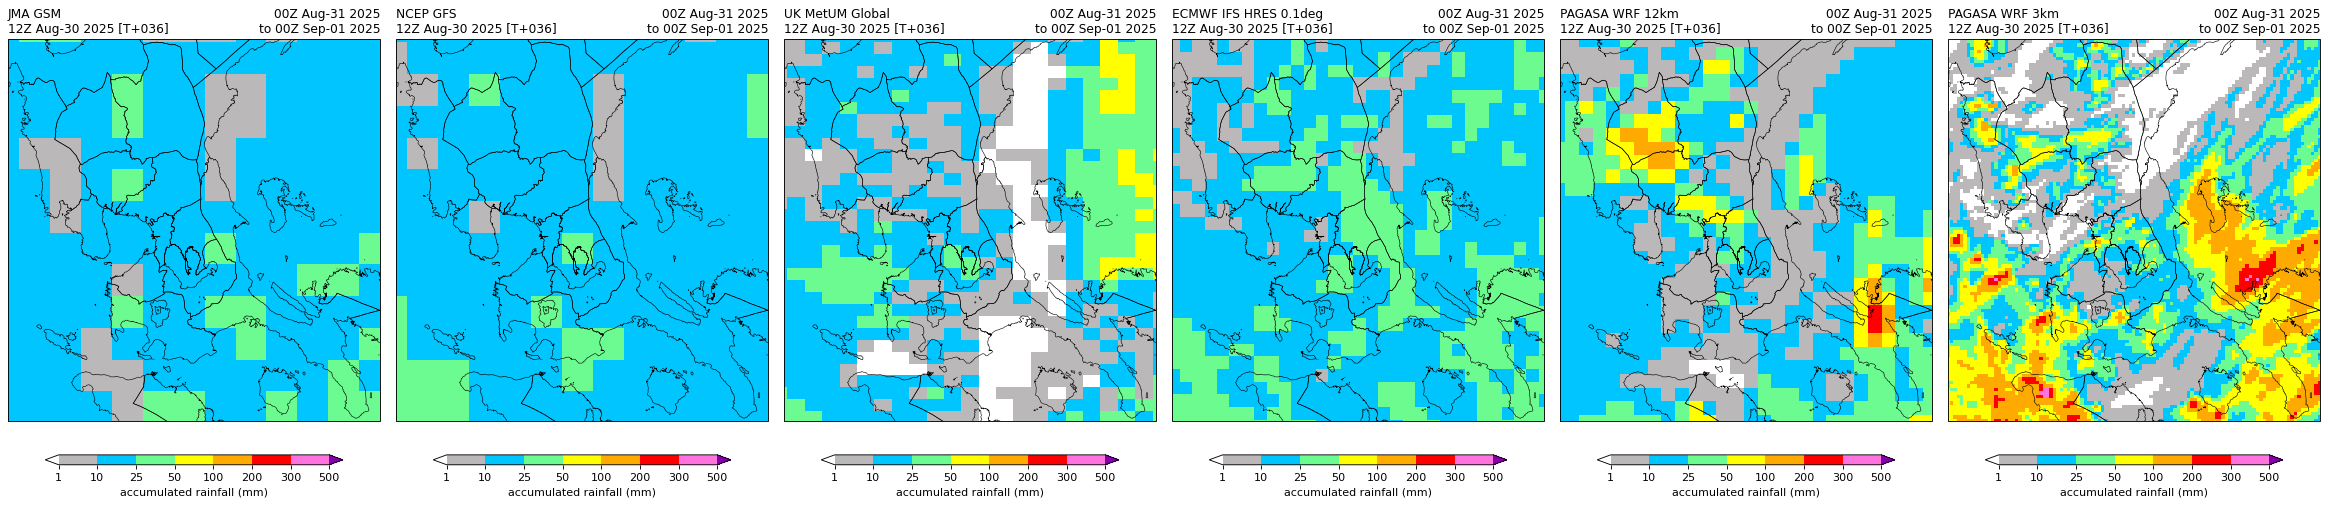 JMA GSM 00Z Aug-31 2025
12Z Aug-30 2025 [T+036] to 00Z Sep-01 2025
1 10 25 50 100 200 300 500
accumulated rainfall (mm)
NCEP GFS 00Z Aug-31 2025
12Z Aug-30 2025 [T+036] to 00Z Sep-01 2025
1 10 25 50 100 200 300 500
accumulated rainfall (mm)
UK MetUM Global 00Z Aug-31 2025
12Z Aug-30 2025 [T+036] to 00Z Sep-01 2025
1 10 25 50 100 200 300 500
accumulated rainfall (mm)
ECMWF IFS HRES 0.1deg 00Z Aug-31 2025
12Z Aug-30 2025 [T+036] to 00Z Sep-01 2025
1 10 25 50 100 200 300 500
accumulated rainfall (mm)
PAGASA WRF 12km 00Z Aug-31 2025
12Z Aug-30 2025 [T+036] to 00Z Sep-01 2025
1 10 25 50 100 200 300 500
accumulated rainfall (mm)
PAGASA WRF 3km 00Z Aug-31 2025
12Z Aug-30 2025 [T+036] to 00Z Sep-01 2025
1 10 25 50 100 200 300 500
accumulated rainfall (mm)